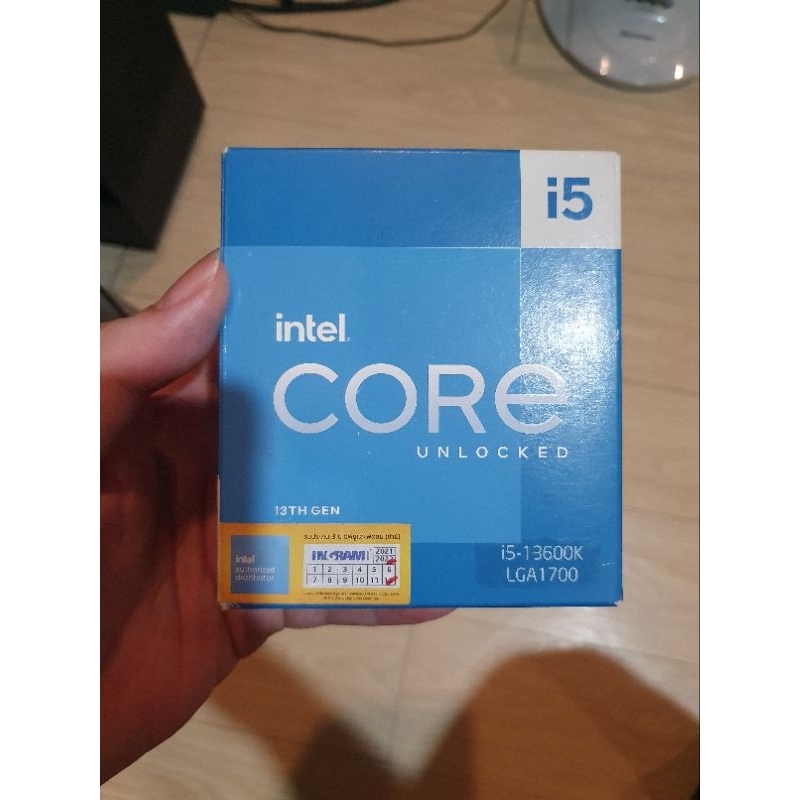 i5
intel.
CORE
UNLOCKED
13TH GEN
i5-13600K
LGA1700
intel
authorized
distributor
INGRAM
2021
1 2 3 4 5 6
7 8 9 10 11